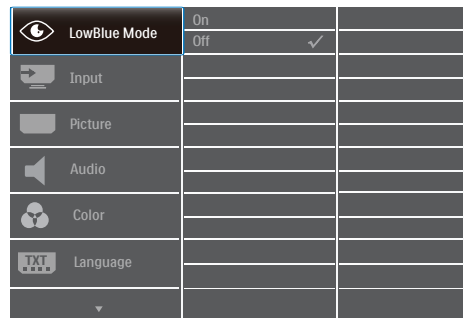 LowBlue Mode
On
Off
Input
Picture
Audio
Color
TXT
Language